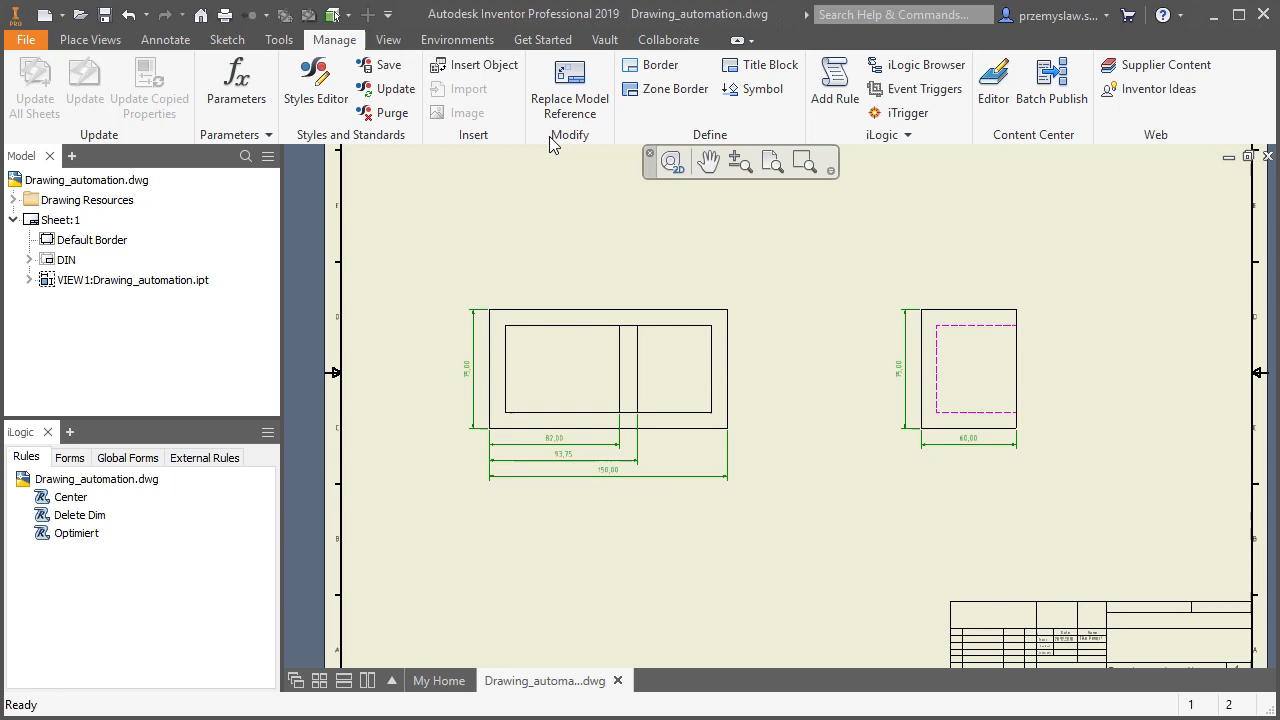 PRO
Autodesk Inventor Professional 2019 Drawing_automation.dwg
Search Help & Commands...
przemyslaw.s...
File
Place Views
Annotate
Sketch
Tools
Manage
View
Environments
Get Started
Vault
Collaborate
Update All Sheets
Update
Update Copied Properties
Update
Parameters
Parameters
Styles Editor
Save
Update
Purge
Styles and Standards
Insert Object
Import
Image
Insert
Replace Model Reference
Modify
Border
Zone Border
Title Block
Symbol
Define
Add Rule
iLogic Browser
Event Triggers
iTrigger
iLogic
Editor
Batch Publish
Content Center
Supplier Content
Inventor Ideas
Web
Model
Drawing_automation.dwg
Drawing Resources
Sheet:1
Default Border
DIN
VIEW1:Drawing_automation.ipt
iLogic
Rules
Forms
Global Forms
External Rules
Drawing_automation.dwg
Center
Delete Dim
Optimiert
2D
75,00
82,00
93,75
150,00
75,00
60,00
My Home
Drawing_automa...dwg
Ready
1
2